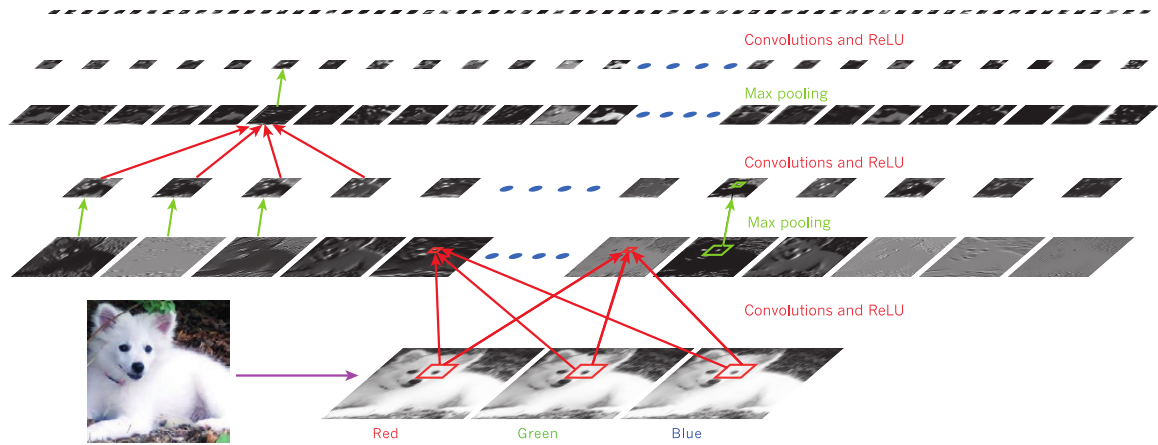 Convolutions and ReLU
Max pooling
Convolutions and ReLU
Max pooling
Convolutions and ReLU
Red
Green
Blue